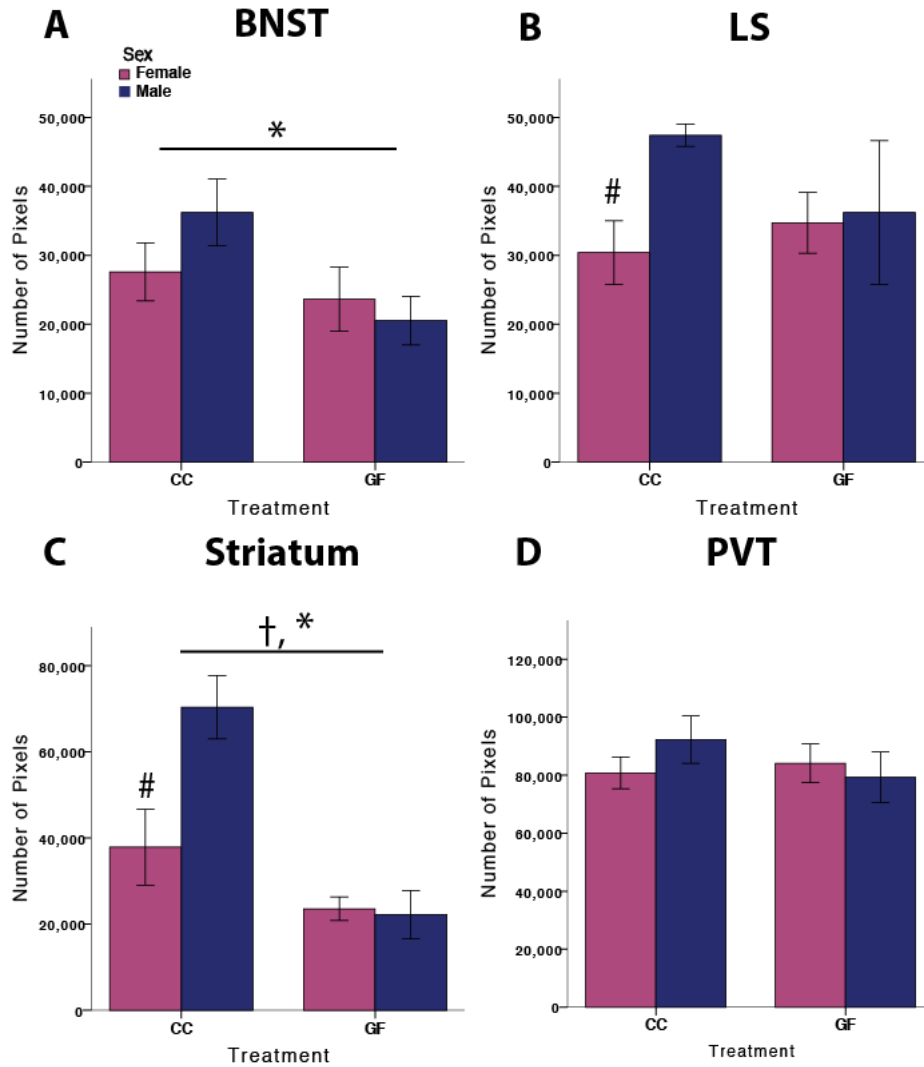 A BNST
Sex
Female
Male
*
50,000
40,000
30,000
20,000
10,000
0
Number of Pixels
CC GF
Treatment
B LS
#
50,000
40,000
30,000
20,000
10,000
0
Number of Pixels
CC GF
Treatment
C Striatum
†, *
#
80,000
60,000
40,000
20,000
0
Number of Pixels
CC GF
Treatment
D PVT
120,000
100,000
80,000
60,000
40,000
20,000
0
Number of Pixels
CC GF
Treatment